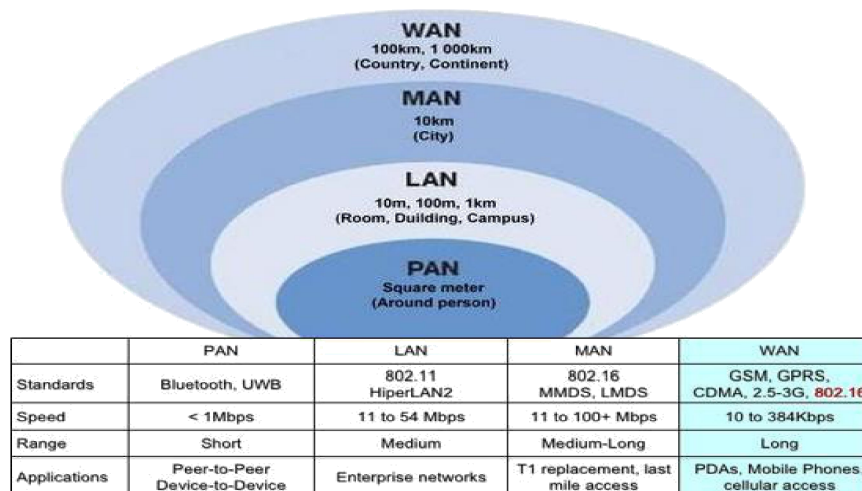 WAN
100km, 1 000km
(Country, Continent)
MAN
10km
(City)
LAN
10m, 100m, 1km
(Room, Duilding, Campus)
PAN
Square meter
(Around person)
PAN LAN MAN WAN
Standards Bluetooth, UWB 802.11 HiperLAN2 802.16 MMDS, LMDS GSM, GPRS, CDMA, 2.5-3G, 802.16
Speed < 1Mbps 11 to 54 Mbps 11 to 100+ Mbps 10 to 384Kbps
Range Short Medium Medium-Long Long
Applications Peer-to-Peer Device-to-Device Enterprise networks T1 replacement, last mile access PDAs, Mobile Phones, cellular access